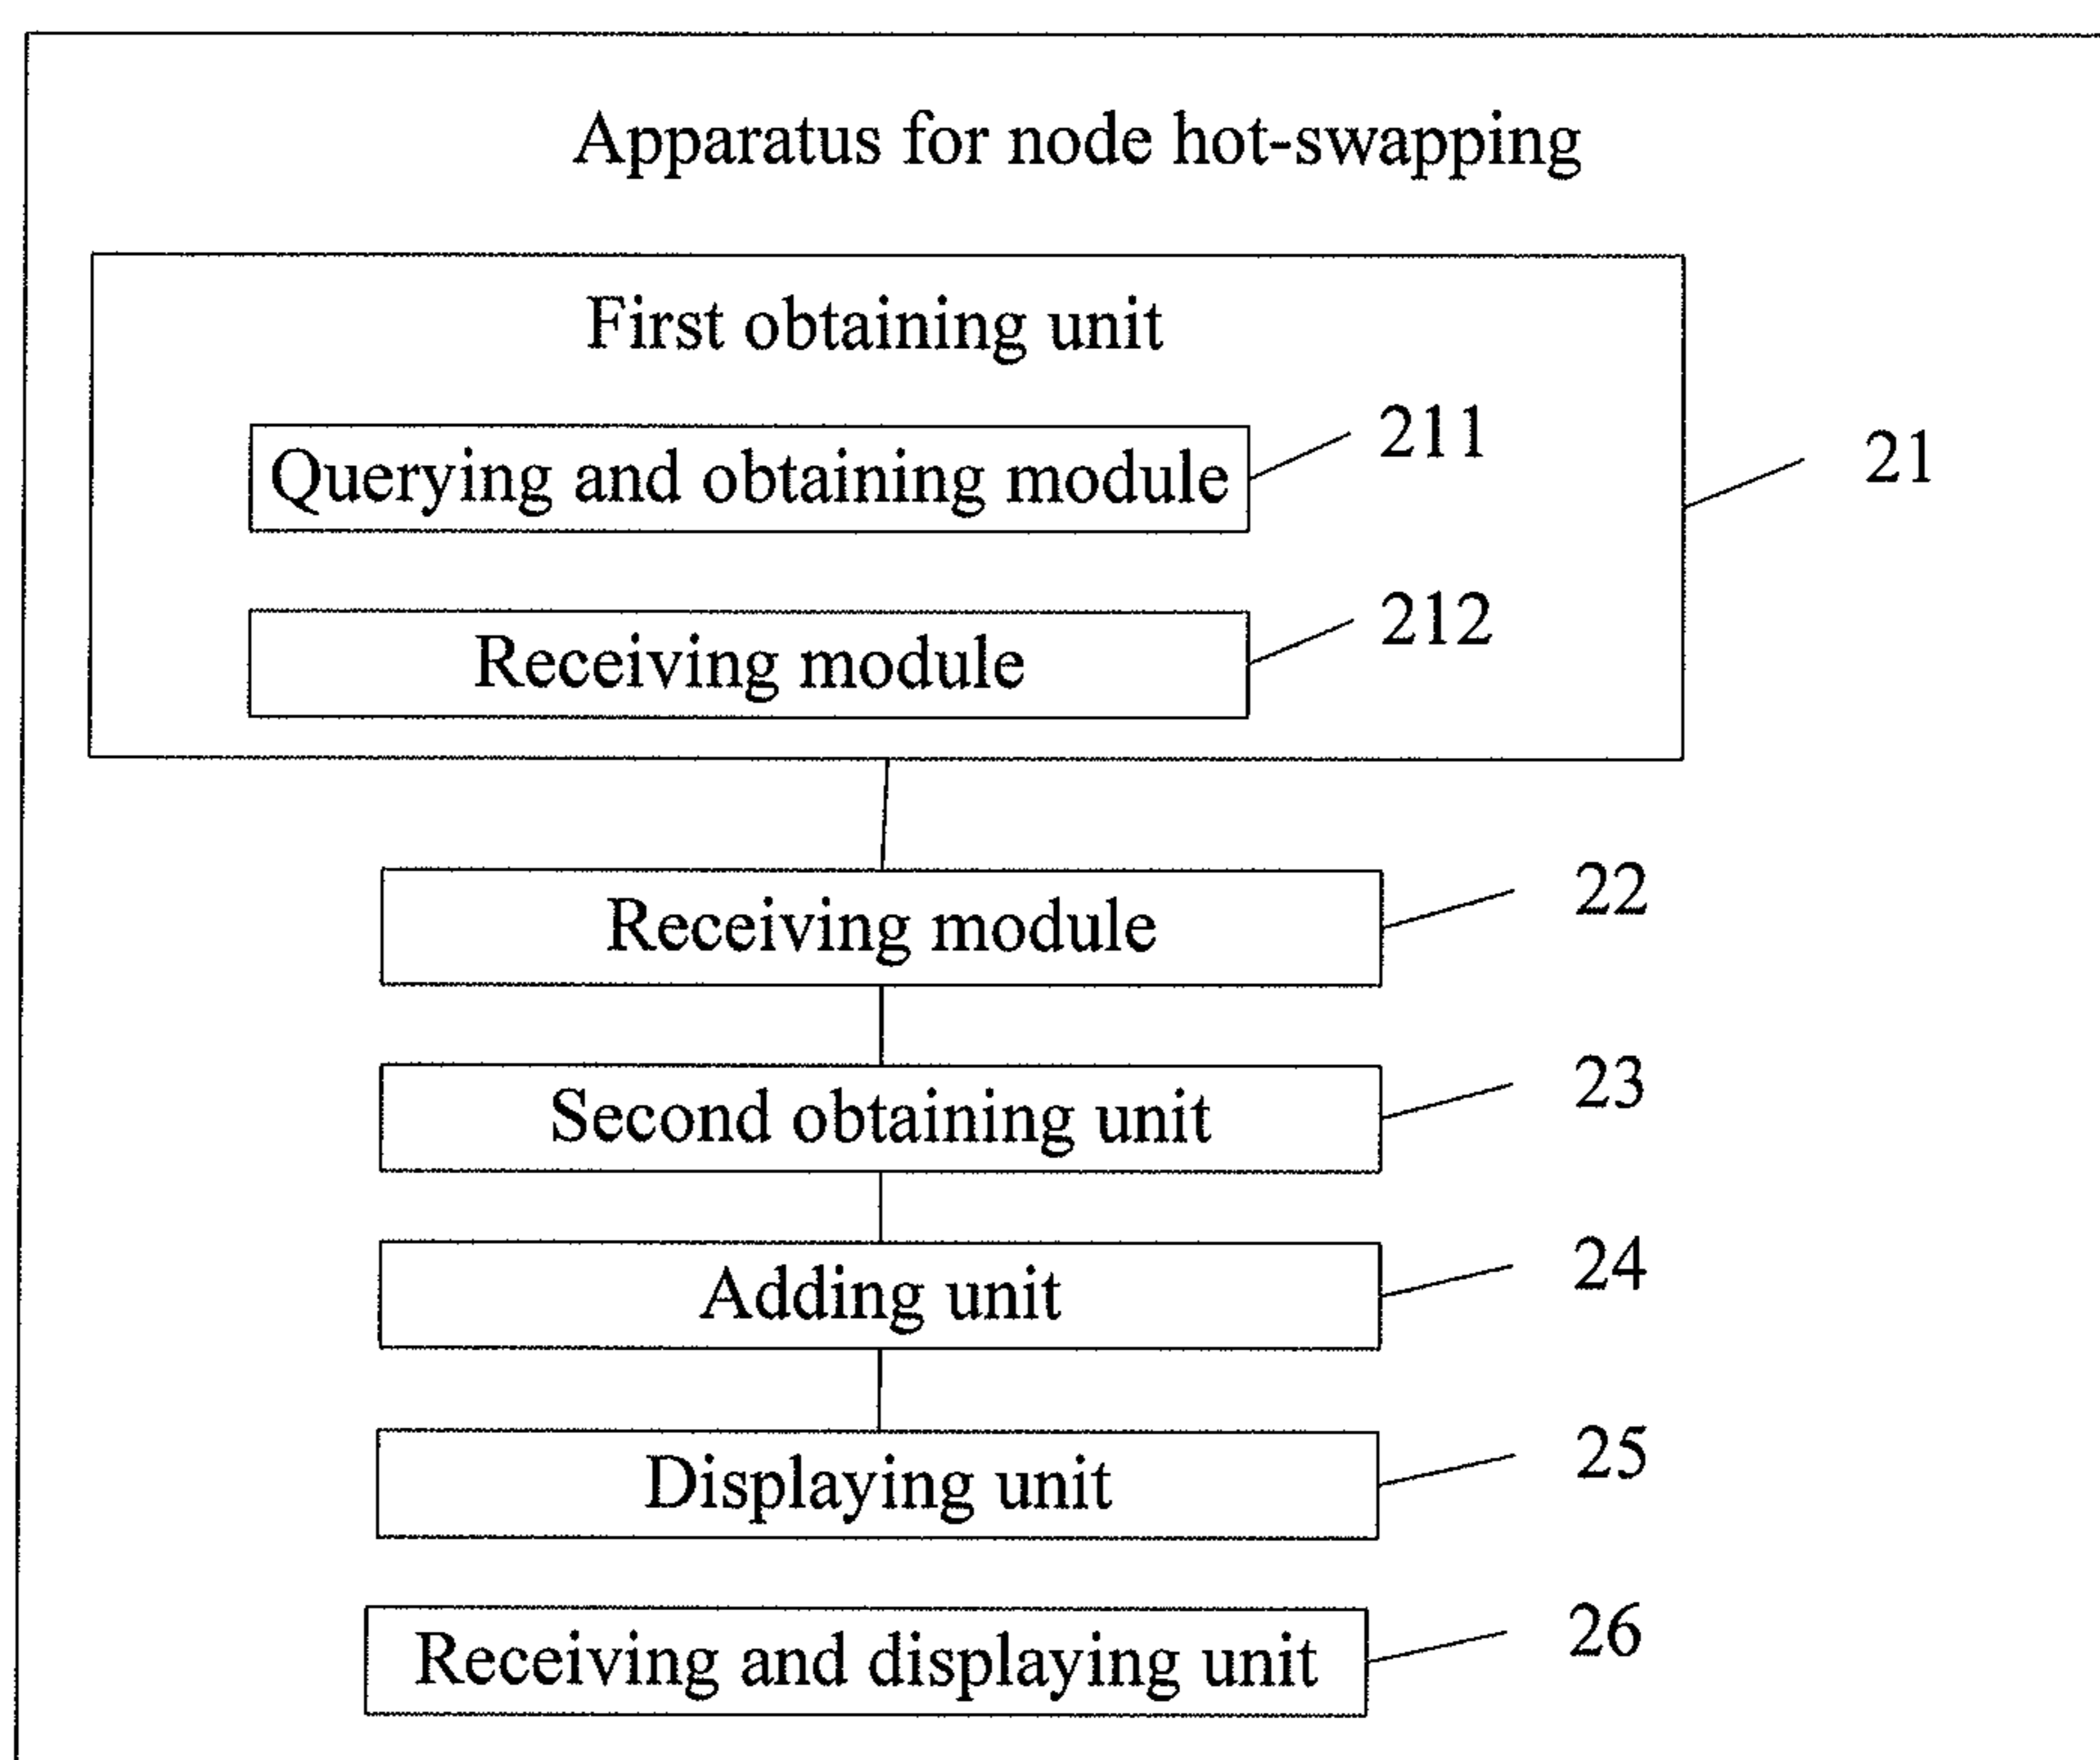 Apparatus for node hot-swapping
First obtaining unit
Querying and obtaining module
211
21
Receiving module
212
Receiving module
22
Second obtaining unit
23
Adding unit
24
Displaying unit
25
Receiving and displaying unit
26